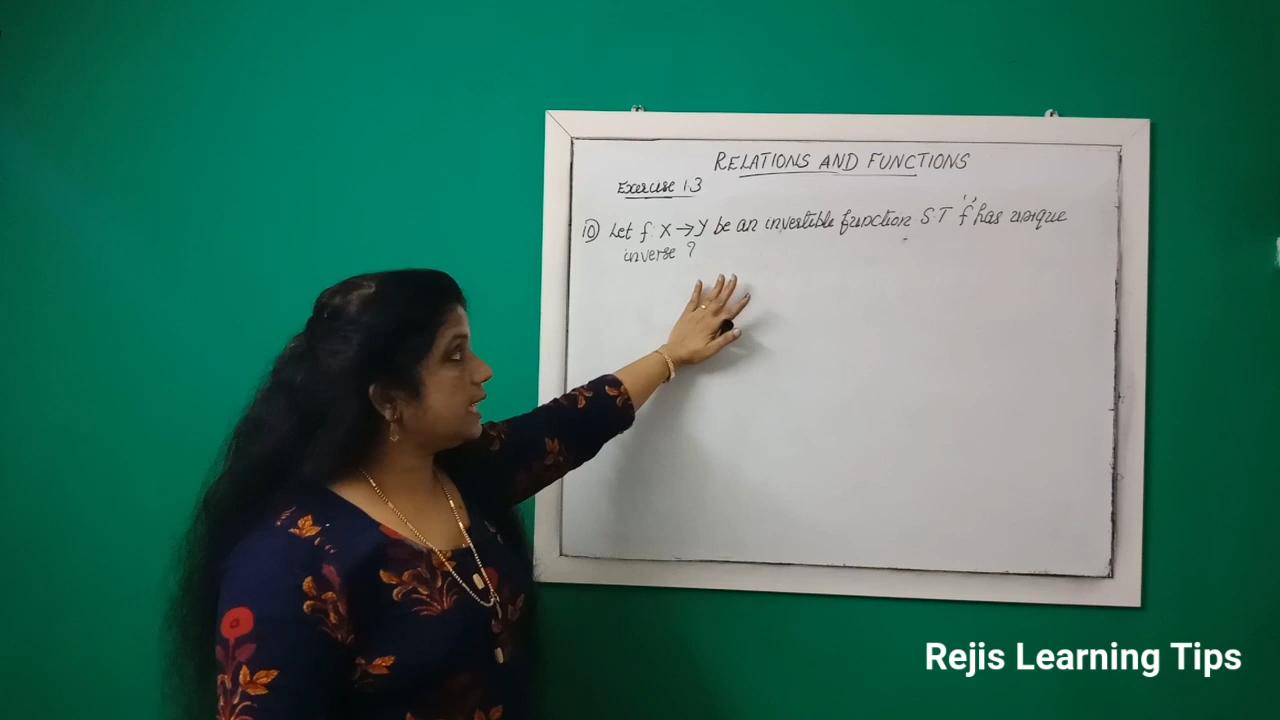 RELATIONS AND FUNCTIONS
Exercise 1.3
10) Let f: X → Y be an invertible function S.T 'f' has unique
inverse ?
Rejis Learning Tips